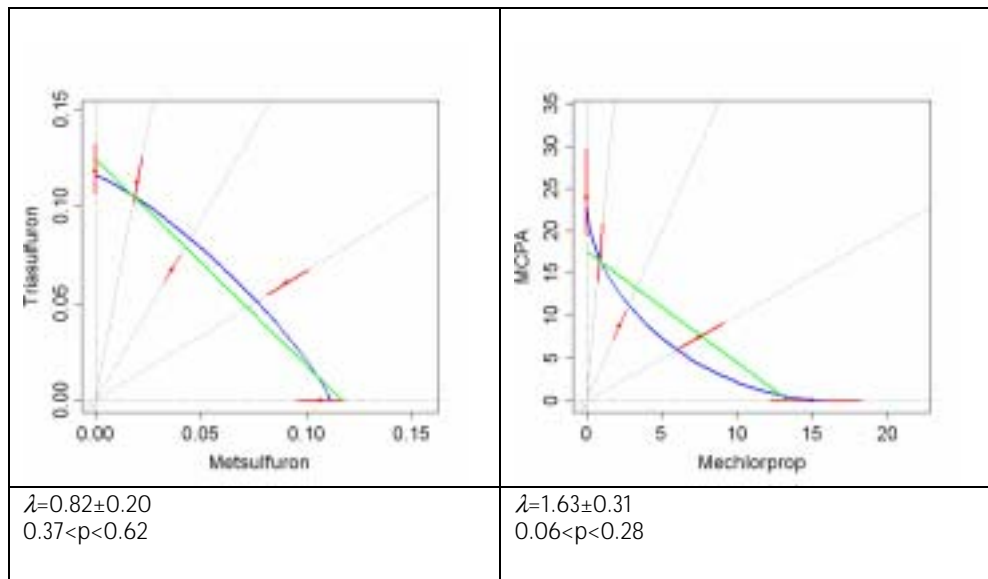 0.15
0.10
0.05
0.00
Triasulfuron
0.00 0.05 0.10 0.15
Metsulfuron
λ=0.82±0.20
0.37<p<0.62
35
30
25
20
15
10
5
0
MCPA
0 5 10 15 20
Mechlorprop
λ=1.63±0.31
0.06<p<0.28